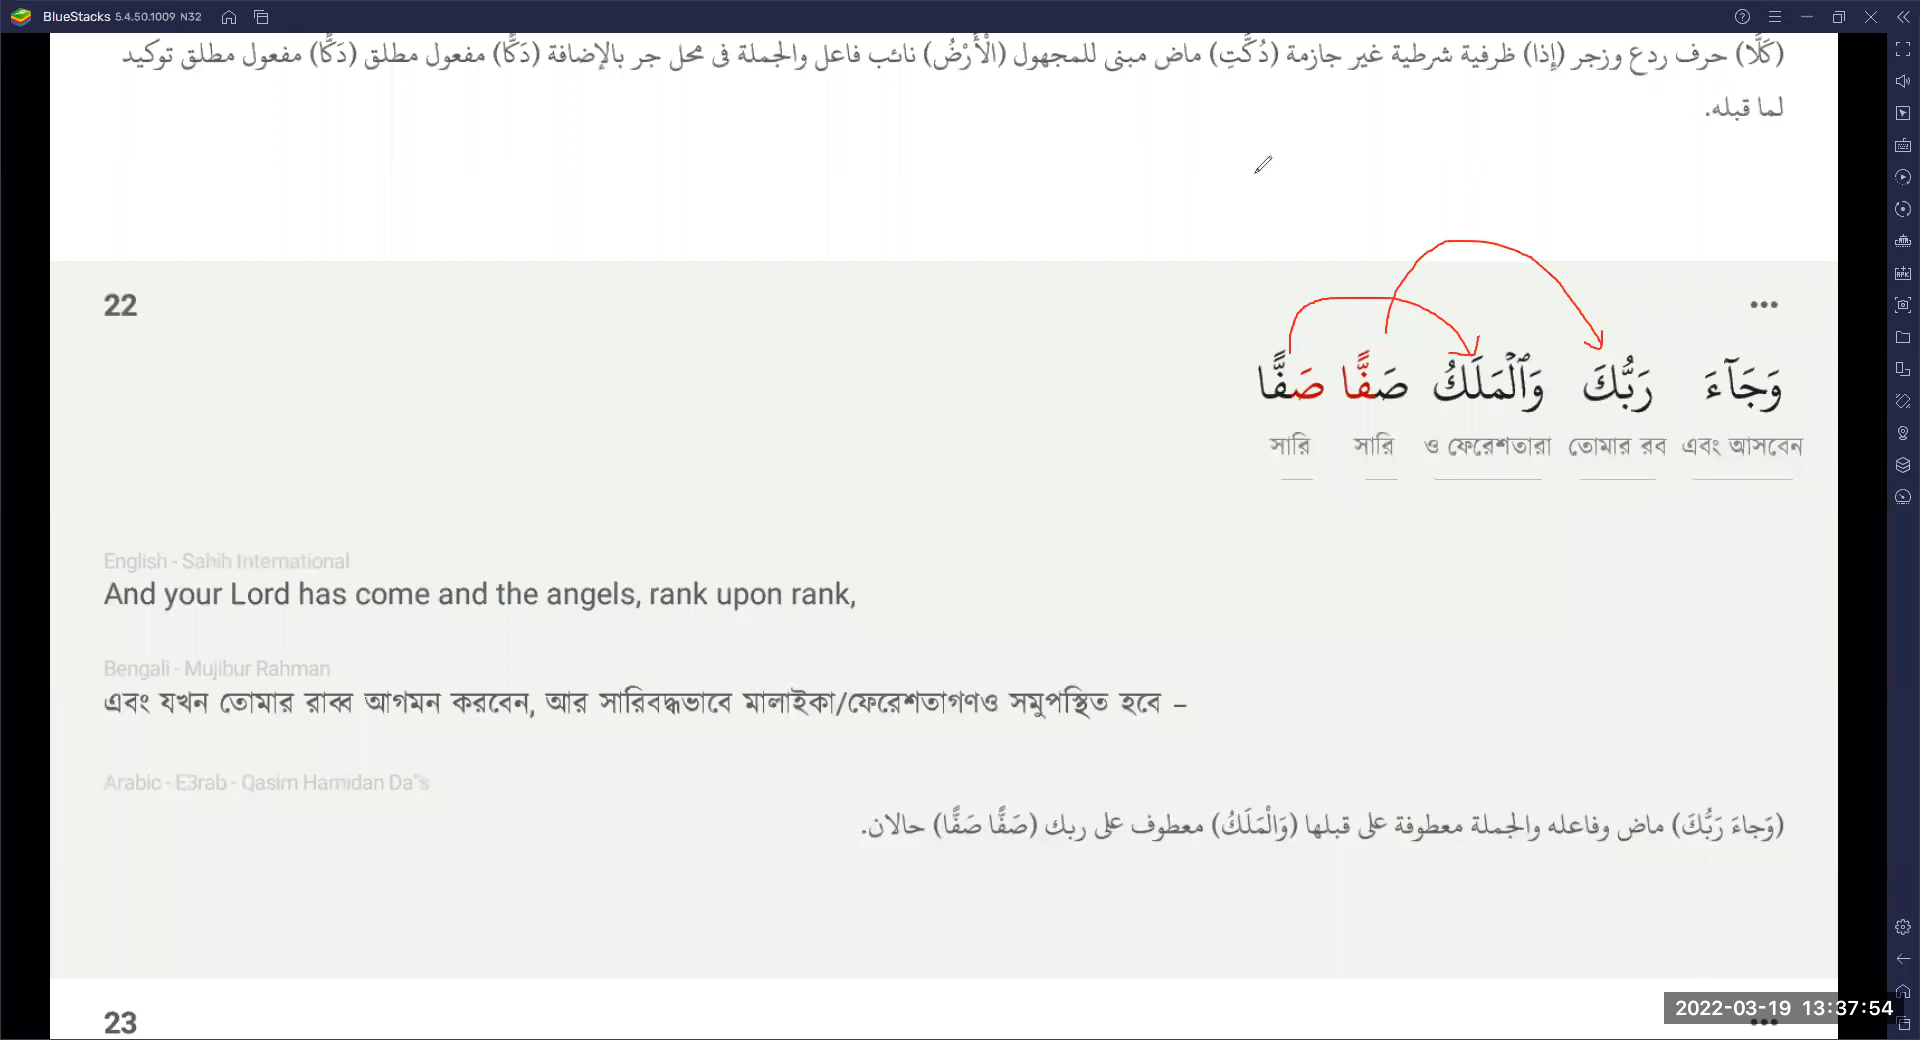 BlueStacks 5.4.50.1009 N32
(كَلَّا) حرف ردع وزجر (إِذا) ظرفية شرطية غير جازمة (دُكَّتِ) ماض مبنى للمجهول (الْأَرْضُ) نائب فاعل والجملة فى محل جر بالإضافة (دَكًّا) مفعول مطلق (دَكًّا) مفعول مطلق توكيد
لما قبله.
22
وَجَآءَ رَبُّكَ وَٱلْمَلَكُ صَفًّا صَفًّا
এবং আসবেন তোমার রব ও ফেরেশতারা সারি সারি
English - Sahih International
And your Lord has come and the angels, rank upon rank,
Bengali - Mujibur Rahman
এবং যখন তোমার রাব্ব আগমন করবেন, আর সারিবদ্ধভাবে মালাইকা/ফেরেশতাগণও সমুপস্থিত হবে –
Arabic - E3rab - Qasim Hamidan Da"s
(وَجاءَ رَبُّكَ) ماض وفاعله والجملة معطوفة على قبلها (وَالْمَلَكُ) معطوف على ربك (صَفًّا صَفًّا) حالان.
23
2022-03-19 13:37:54